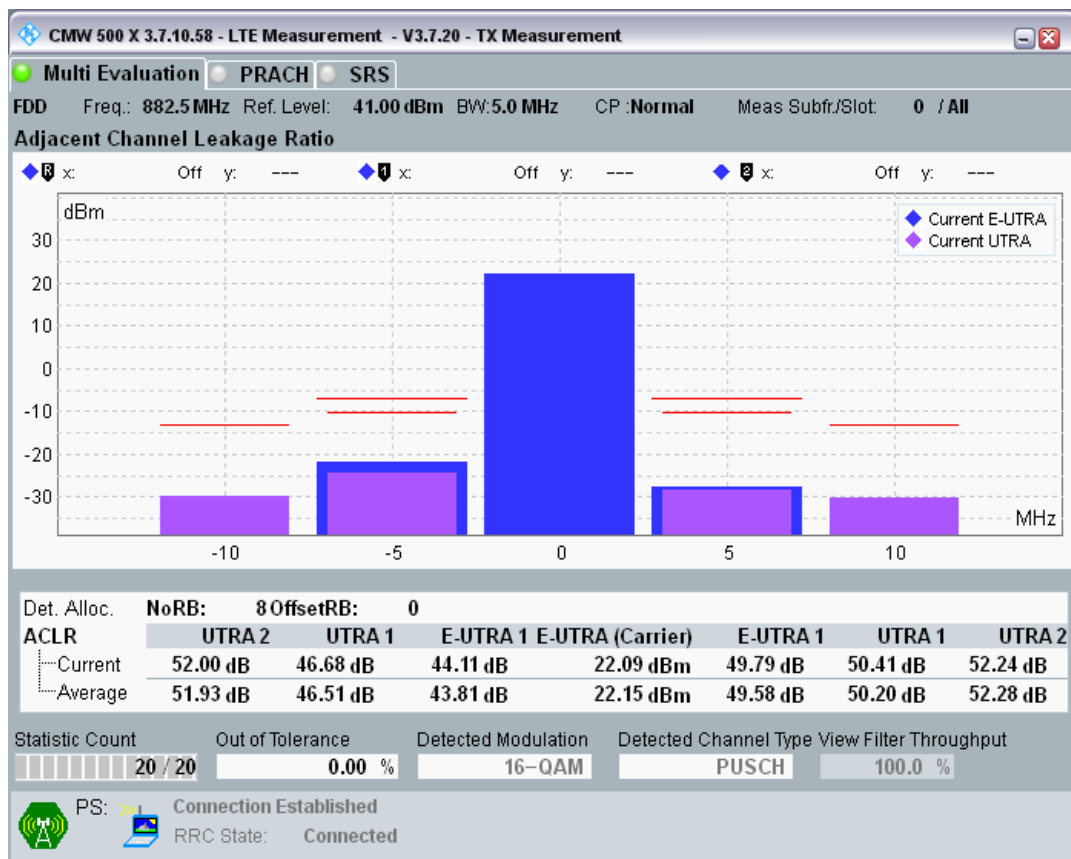 CMW 500 X 3.7.10.58 - LTE Measurement - V3.7.20 - TX Measurement
Multi Evaluation PRACH SRS
FDD Freq.: 882.5 MHz Ref. Level: 41.00 dBm BW:5.0 MHz CP :Normal Meas Subfr./Slot: 0 / All
Adjacent Channel Leakage Ratio
R x: Off y: --- 1 x: Off y: --- 2 x: Off y: ---
dBm
Current E-UTRA
Current UTRA
30
20
10
0
-10
-20
-30
MHz
-10 -5 0 5 10
Det. Alloc. NoRB: 8 OffsetRB: 0
ACLR UTRA 2 UTRA 1 E-UTRA 1 E-UTRA (Carrier) E-UTRA 1 UTRA 1 UTRA 2
Current 52.00 dB 46.68 dB 44.11 dB 22.09 dBm 49.79 dB 50.41 dB 52.24 dB
Average 51.93 dB 46.51 dB 43.81 dB 22.15 dBm 49.58 dB 50.20 dB 52.28 dB
Statistic Count Out of Tolerance Detected Modulation Detected Channel Type View Filter Throughput
20 / 20 0.00 % 16-QAM PUSCH 100.0 %
PS: Connection Established
RRC State: Connected